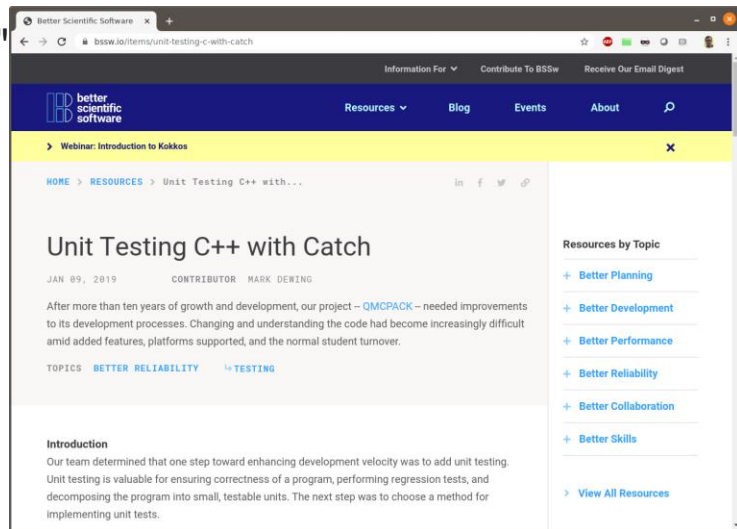 "
Better Scientific Software
bssw.io/items/unit-testing-c-with-catch
Information For
Contribute To BSSw
Receive Our Email Digest
better
scientific
software
Resources
Blog
Events
About
Webinar: Introduction to Kokkos
HOME > RESOURCES > Unit Testing C++ with...
in f
Unit Testing C++ with Catch
JAN 09, 2019 CONTRIBUTOR MARK DEWING
After more than ten years of growth and development, our project – QMCPACK – needed improvements
to its development processes. Changing and understanding the code had become increasingly difficult
amid added features, platforms supported, and the normal student turnover.
TOPICS BETTER RELIABILITY TESTING
Introduction
Our team determined that one step toward enhancing development velocity was to add unit testing.
Unit testing is valuable for ensuring correctness of a program, performing regression tests, and
decomposing the program into small, testable units. The next step was to choose a method for
implementing unit tests.
Resources by Topic
+ Better Planning
+ Better Development
+ Better Performance
+ Better Reliability
+ Better Collaboration
+ Better Skills
> View All Resources